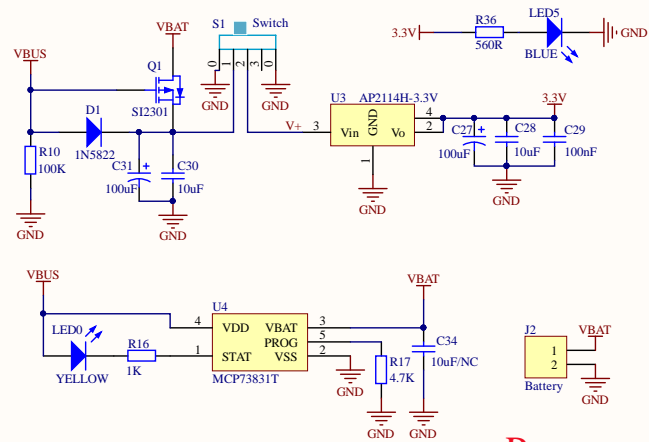 VBUS
VBAT
Q1
SI2301
D1
1N5822
R10
100K
C31
100uF
C30
10uF
GND
GND
S1
Switch
0
1
2
3
0
GND
GND
V+
U3
AP2114H-3.3V
3
Vin
GND
Vo
4
2
1
GND
3.3V
R36
560R
LED5
BLUE
GND
3.3V
C27
100uF
C28
10uF
C29
100nF
GND
VBUS
LED0
YELLOW
R16
1K
U4
4
VDD
VBAT
3
PROG
5
1
STAT
VSS
2
MCP73831T
GND
R17
4.7K
GND
VBAT
C34
10uF/NC
GND
J2
1
2
Battery
VBAT
GND